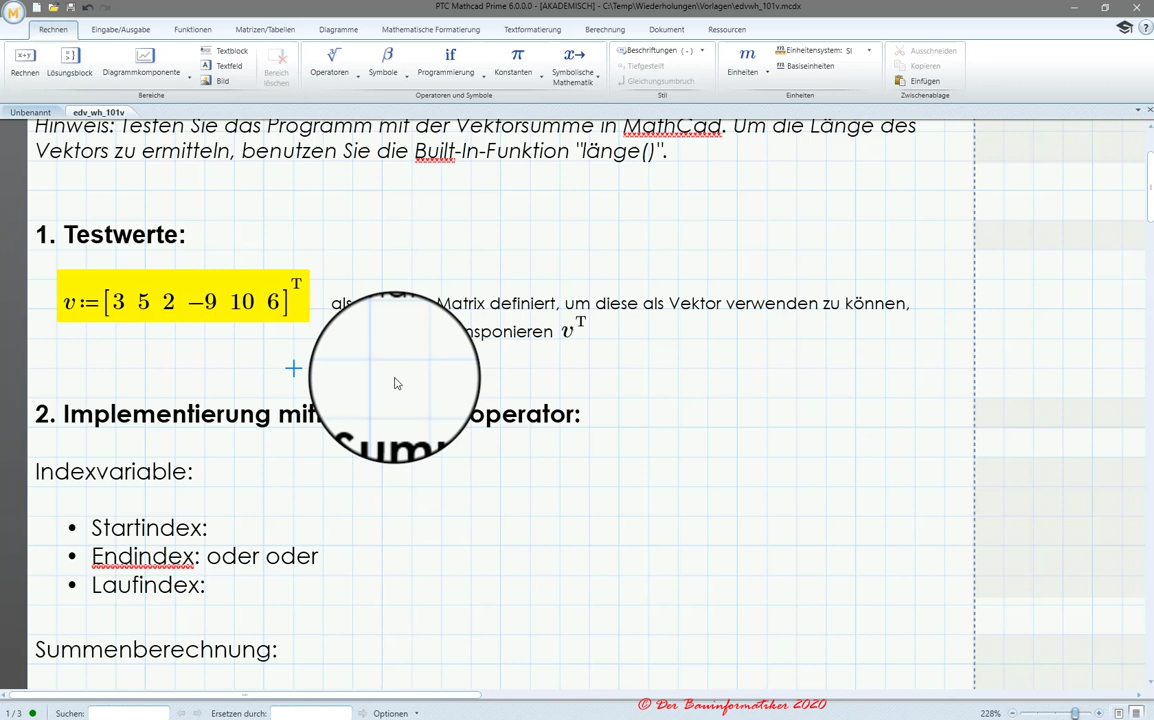 PTC Mathcad Prime 6.0.0.0 - [AKADEMISCH] - C:\Temp\Wiederholungen\Vorlagen\edvwh_101v.mcdx
Rechnen Eingabe/Ausgabe Funktionen Matrizen/Tabellen Diagramme Mathematische Formatierung Textformatierung Berechnung Dokument Ressourcen
Rechnen Lösungsblock Diagrammkomponente Textblock Textfeld Bild Bereich löschen
Operatoren Symbole Programmierung Konstanten Symbolische Mathematik
Beschriftungen ( - ) Tiefgestellt Gleichungsumbruch
Einheiten Einheitensystem: SI Basiseinheiten
Ausschneiden Kopieren Einfügen
Bereiche Operatoren und Symbole Stil Einheiten Zwischenablage
Unbenannt edv_wh_101v
Hinweis: Testen Sie das Programm mit der Vektorsumme in MathCad. Um die Länge des
Vektors zu ermitteln, benutzen Sie die Built-In-Funktion "länge()".
1. Testwerte:
v:=[3 5 2 −9 10 6]ᵀ
als Matrix definiert, um diese als Vektor verwenden zu können,
nsponieren vᵀ
2. Implementierung mit operator:
Summ
Indexvariable:
• Startindex:
• Endindex: oder oder
• Laufindex:
Summenberechnung:
1 / 3 Suchen: Ersetzen durch: Optionen 228%
© Der Bauinformatiker 2020